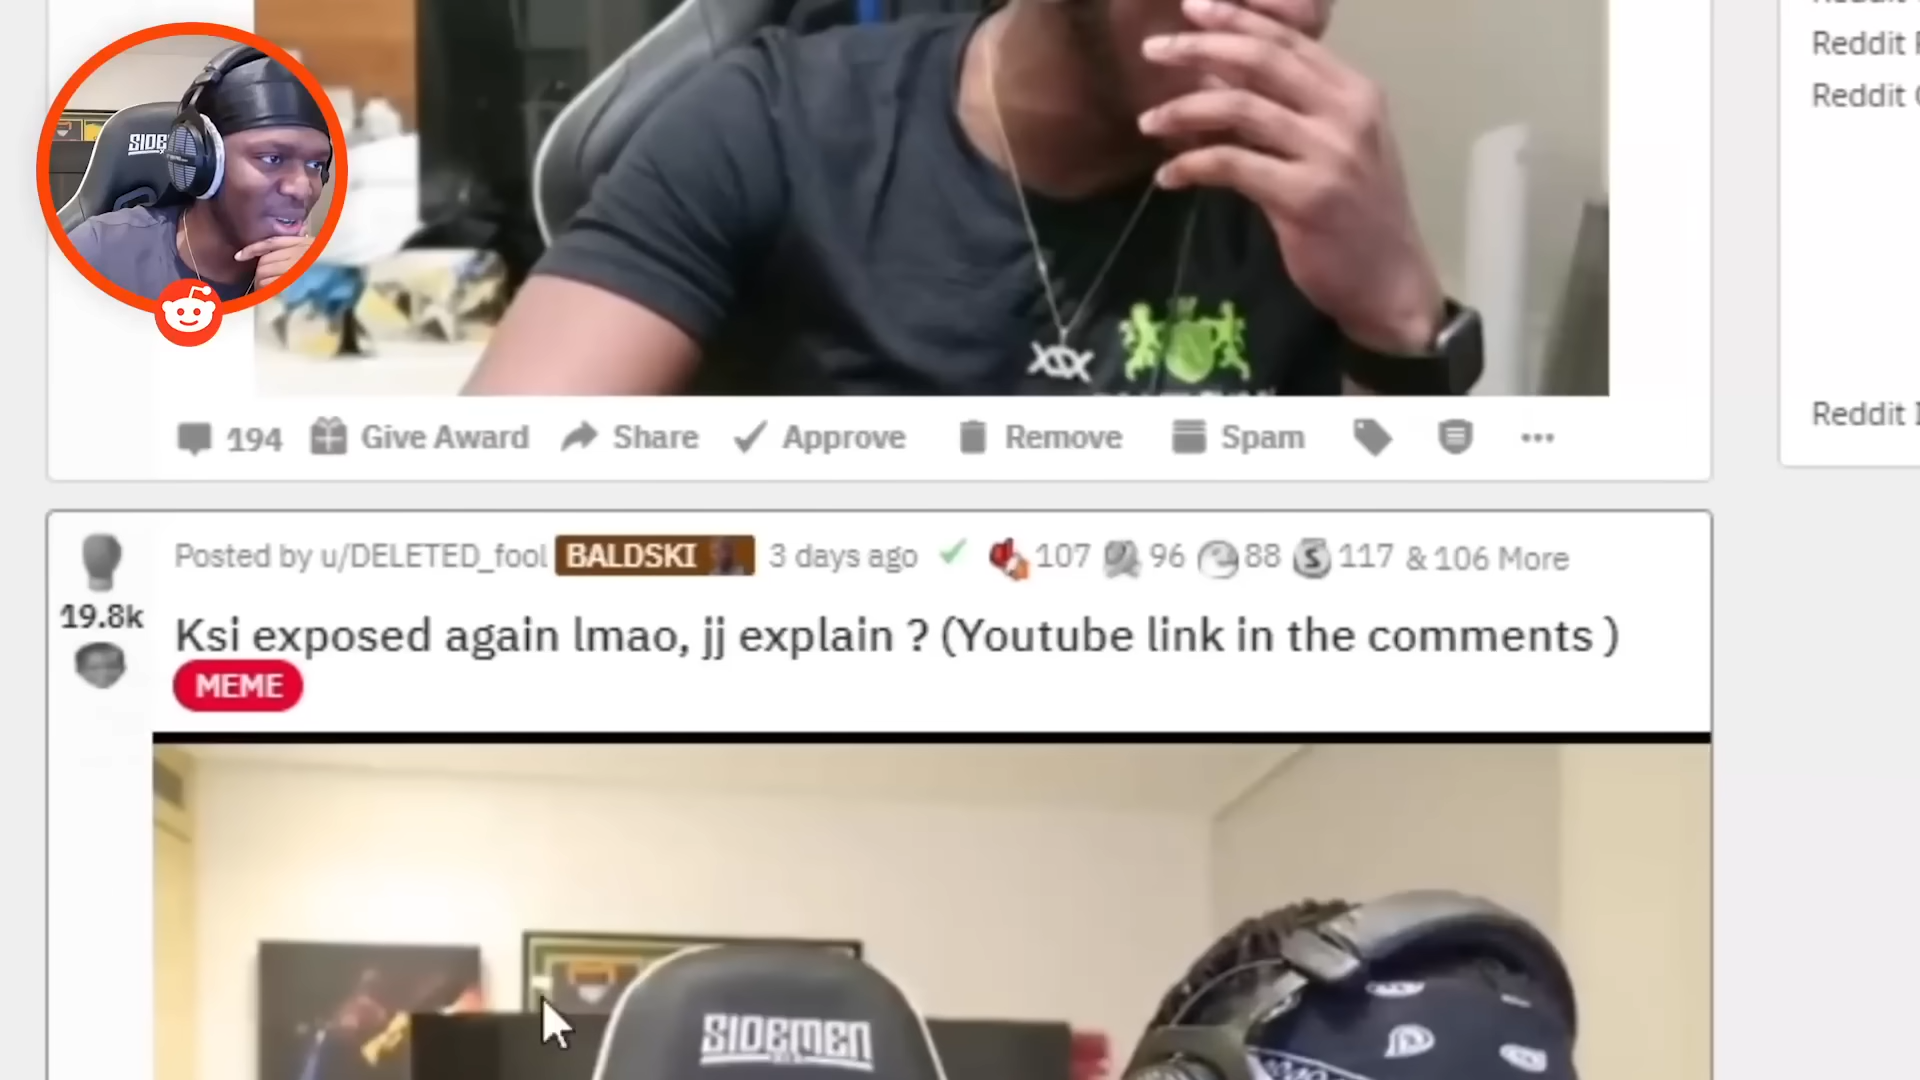 Reddit
Reddit
SIDE
194 Give Award Share Approve Remove Spam
Reddit
Posted by u/DELETED_fool BALDSKI 3 days ago 107 96 88 117 & 106 More
19.8k
Ksi exposed again lmao, jj explain ? (Youtube link in the comments )
MEME
SIDEMEN